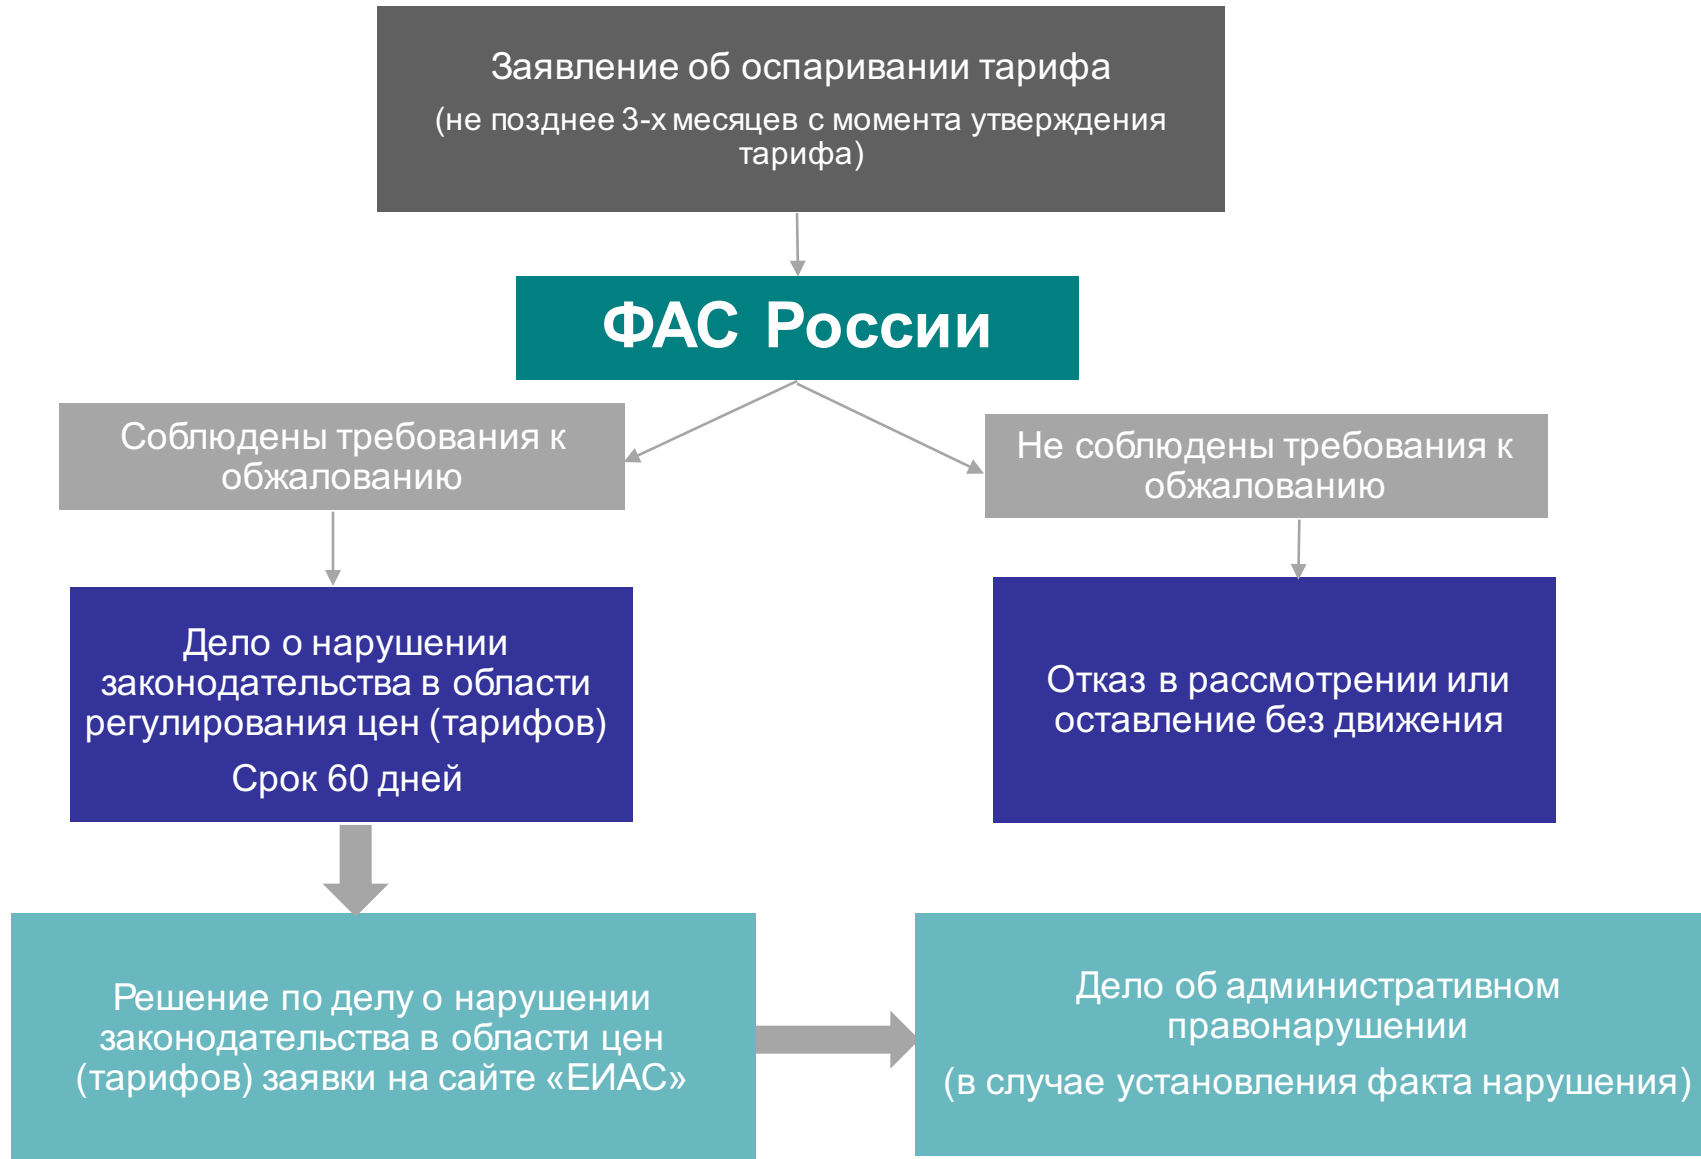 Заявление об оспаривании тарифа
(не позднее 3-х месяцев с момента утверждения
тарифа)
ФАС России
Соблюдены требования к
обжалованию
Не соблюдены требования к
обжалованию
Дело о нарушении
законодательства в области
регулирования цен (тарифов)
Срок 60 дней
Отказ в рассмотрении или
оставление без движения
Решение по делу о нарушении
законодательства в области цен
(тарифов) заявки на сайте «ЕИАС»
Дело об административном
правонарушении
(в случае установления факта нарушения)